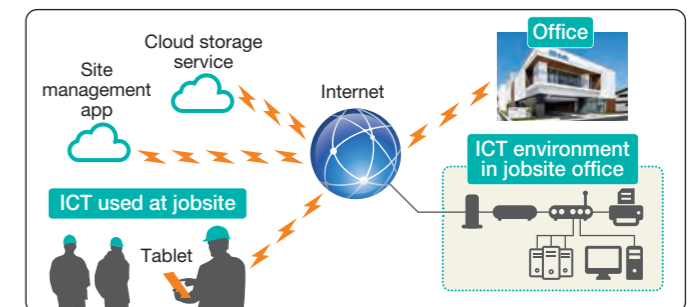 Cloud storage
service
Site
management
app
Internet
Office
ICT environment
in jobsite office
ICT used at jobsite
Tablet